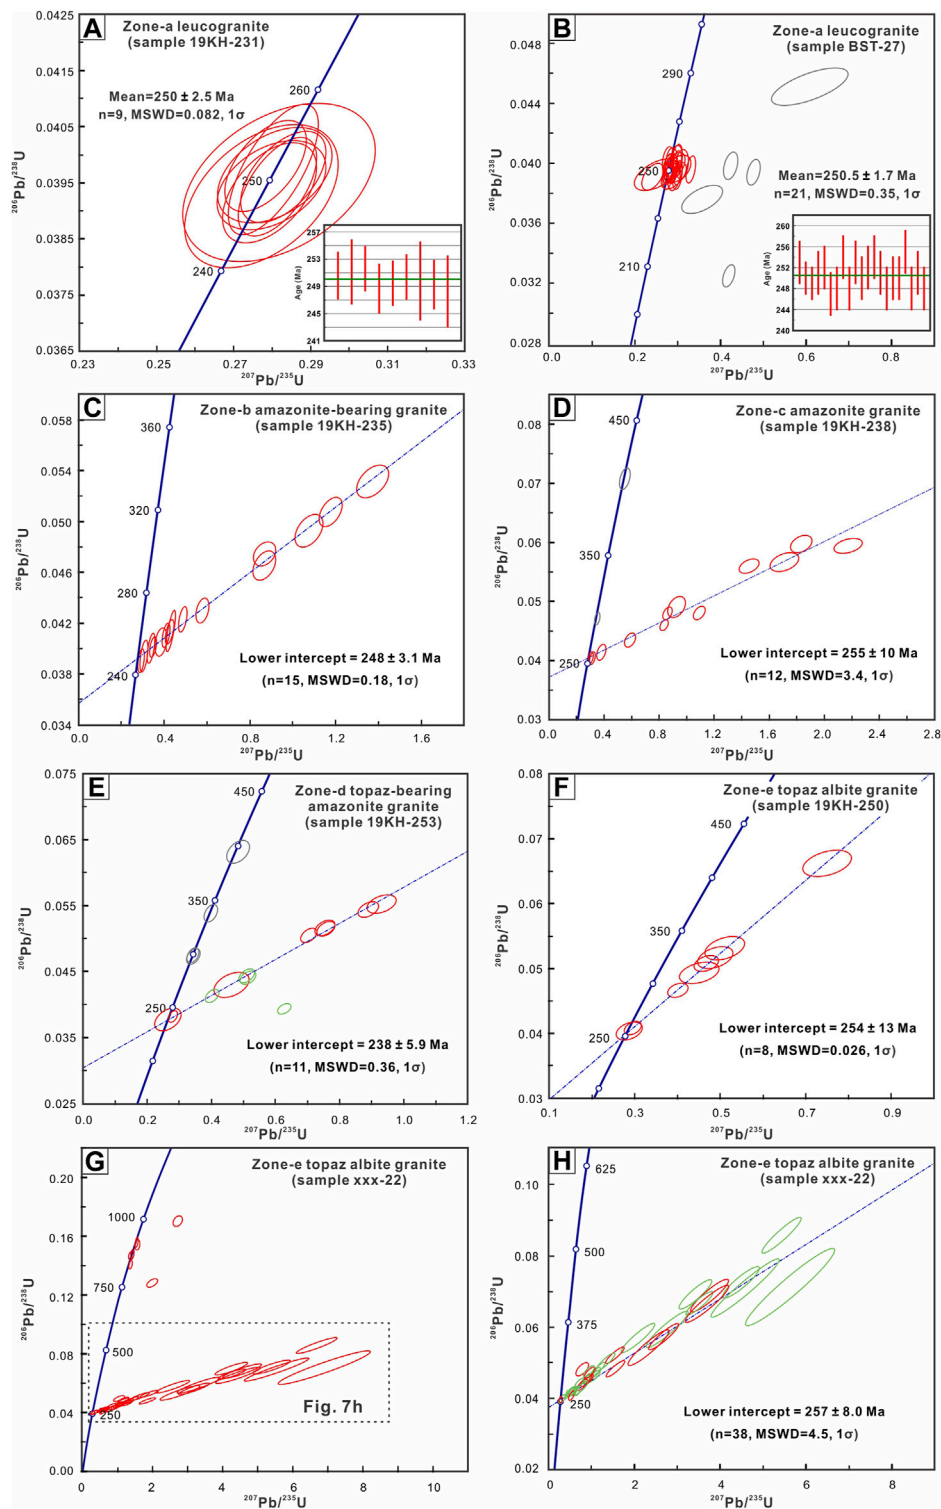 A
Zone-a leucogranite
(sample 19KH-231)
Mean=250 ± 2.5 Ma
n=9, MSWD=0.082, 1σ
260
250
240
257
253
249
245
241
Age (Ma)
0.0425
0.0415
0.0405
0.0395
0.0385
0.0375
0.0365
0.23
0.25
0.27
0.29
0.31
0.33
206Pb/238U
207Pb/235U
B
Zone-a leucogranite
(sample BST-27)
290
250
210
Mean=250.5 ± 1.7 Ma
n=21, MSWD=0.35, 1σ
260
256
252
248
244
240
Age (Ma)
0.048
0.044
0.040
0.036
0.032
0.028
0.0
0.2
0.4
0.6
0.8
206Pb/238U
207Pb/235U
C
Zone-b amazonite-bearing granite
(sample 19KH-235)
360
320
280
240
Lower intercept = 248 ± 3.1 Ma
(n=15, MSWD=0.18, 1σ)
0.058
0.054
0.050
0.046
0.042
0.038
0.034
0.0
0.4
0.8
1.2
1.6
206Pb/238U
207Pb/235U
D
Zone-c amazonite granite
(sample 19KH-238)
450
350
250
Lower intercept = 255 ± 10 Ma
(n=12, MSWD=3.4, 1σ)
0.08
0.07
0.06
0.05
0.04
0.03
0.0
0.4
0.8
1.2
1.6
2.0
2.4
2.8
206Pb/238U
207Pb/235U
E
Zone-d topaz-bearing
amazonite granite
(sample 19KH-253)
450
350
250
Lower intercept = 238 ± 5.9 Ma
(n=11, MSWD=0.36, 1σ)
0.075
0.065
0.055
0.045
0.035
0.025
0.0
0.2
0.4
0.6
0.8
1.0
1.2
206Pb/238U
207Pb/235U
F
Zone-e topaz albite granite
(sample 19KH-250)
450
350
250
Lower intercept = 254 ± 13 Ma
(n=8, MSWD=0.026, 1σ)
0.08
0.07
0.06
0.05
0.04
0.03
0.1
0.3
0.5
0.7
0.9
206Pb/238U
207Pb/235U
G
Zone-e topaz albite granite
(sample xxx-22)
1000
750
500
250
Fig. 7h
0.20
0.16
0.12
0.08
0.04
0.00
0
2
4
6
8
10
206Pb/238U
207Pb/235U
H
Zone-e topaz albite granite
(sample xxx-22)
625
500
375
250
Lower intercept = 257 ± 8.0 Ma
(n=38, MSWD=4.5, 1σ)
0.10
0.08
0.06
0.04
0.02
0
2
4
6
8
206Pb/238U
207Pb/235U